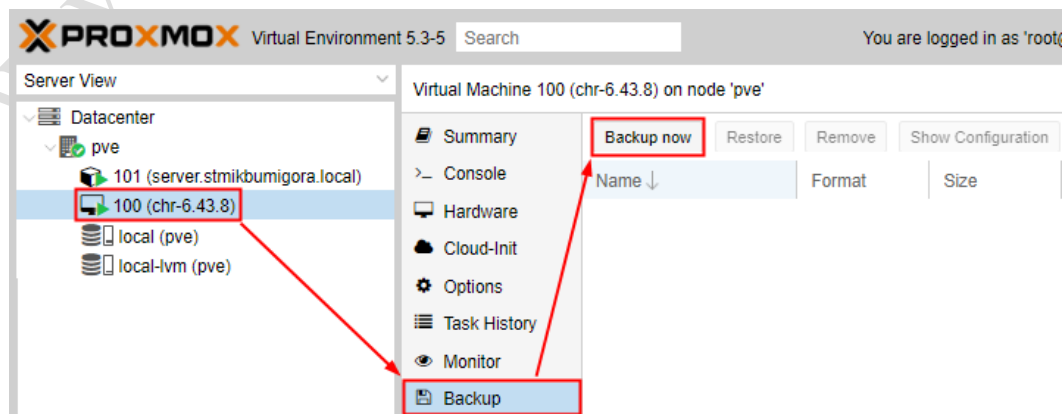 PROXMOX Virtual Environment 5.3-5 Search You are logged in as 'root@
Server View
Datacenter
pve
101 (server.stmikbumigora.local)
100 (chr-6.43.8)
local (pve)
local-lvm (pve)
Virtual Machine 100 (chr-6.43.8) on node 'pve'
Summary
Console
Hardware
Cloud-Init
Options
Task History
Monitor
Backup
Backup now Restore Remove Show Configuration
Name Format Size